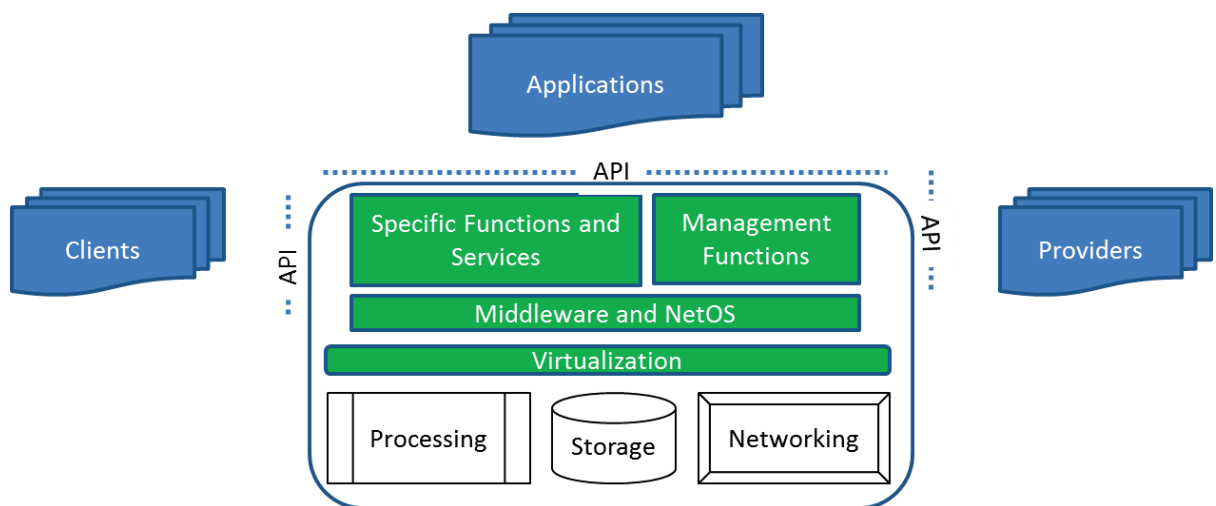 Applications
API
Clients
API
Specific Functions and
Services
Management
Functions
API
Providers
Middleware and NetOS
Virtualization
Processing
Storage
Networking